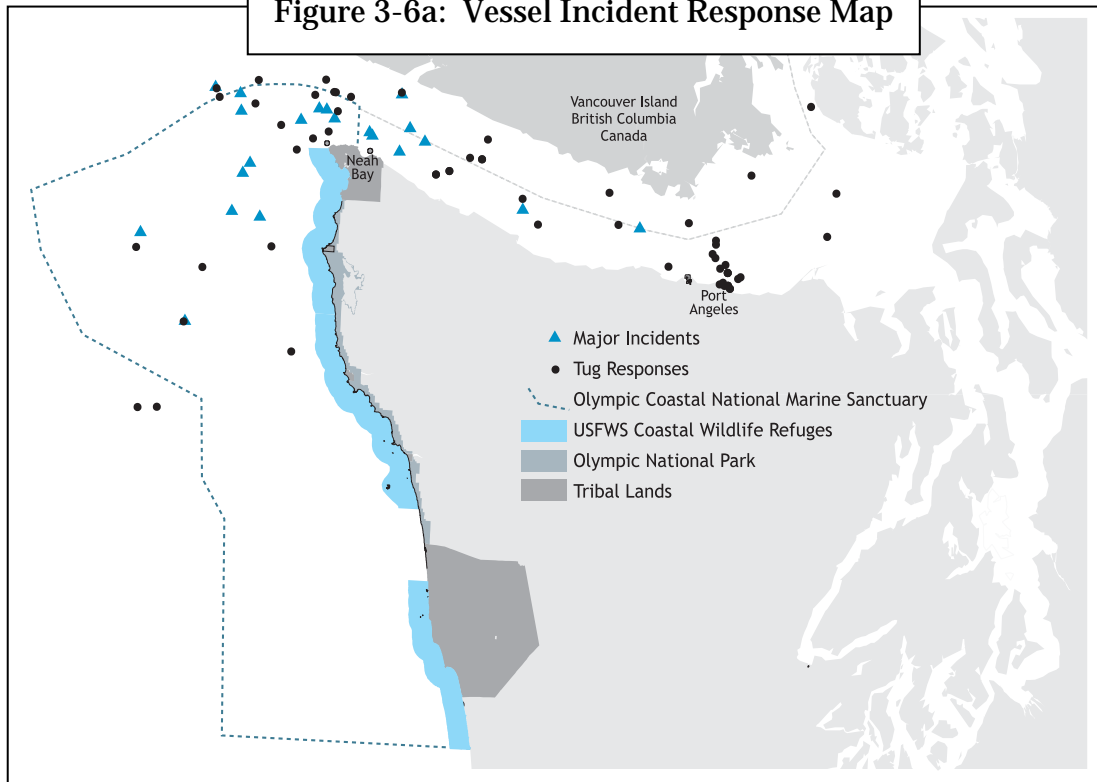 Figure 3-6a: Vessel Incident Response Map
Vancouver Island
British Columbia
Canada
Neah
Bay
Port
Angeles
Major Incidents
Tug Responses
Olympic Coastal National Marine Sanctuary
USFWS Coastal Wildlife Refuges
Olympic National Park
Tribal Lands